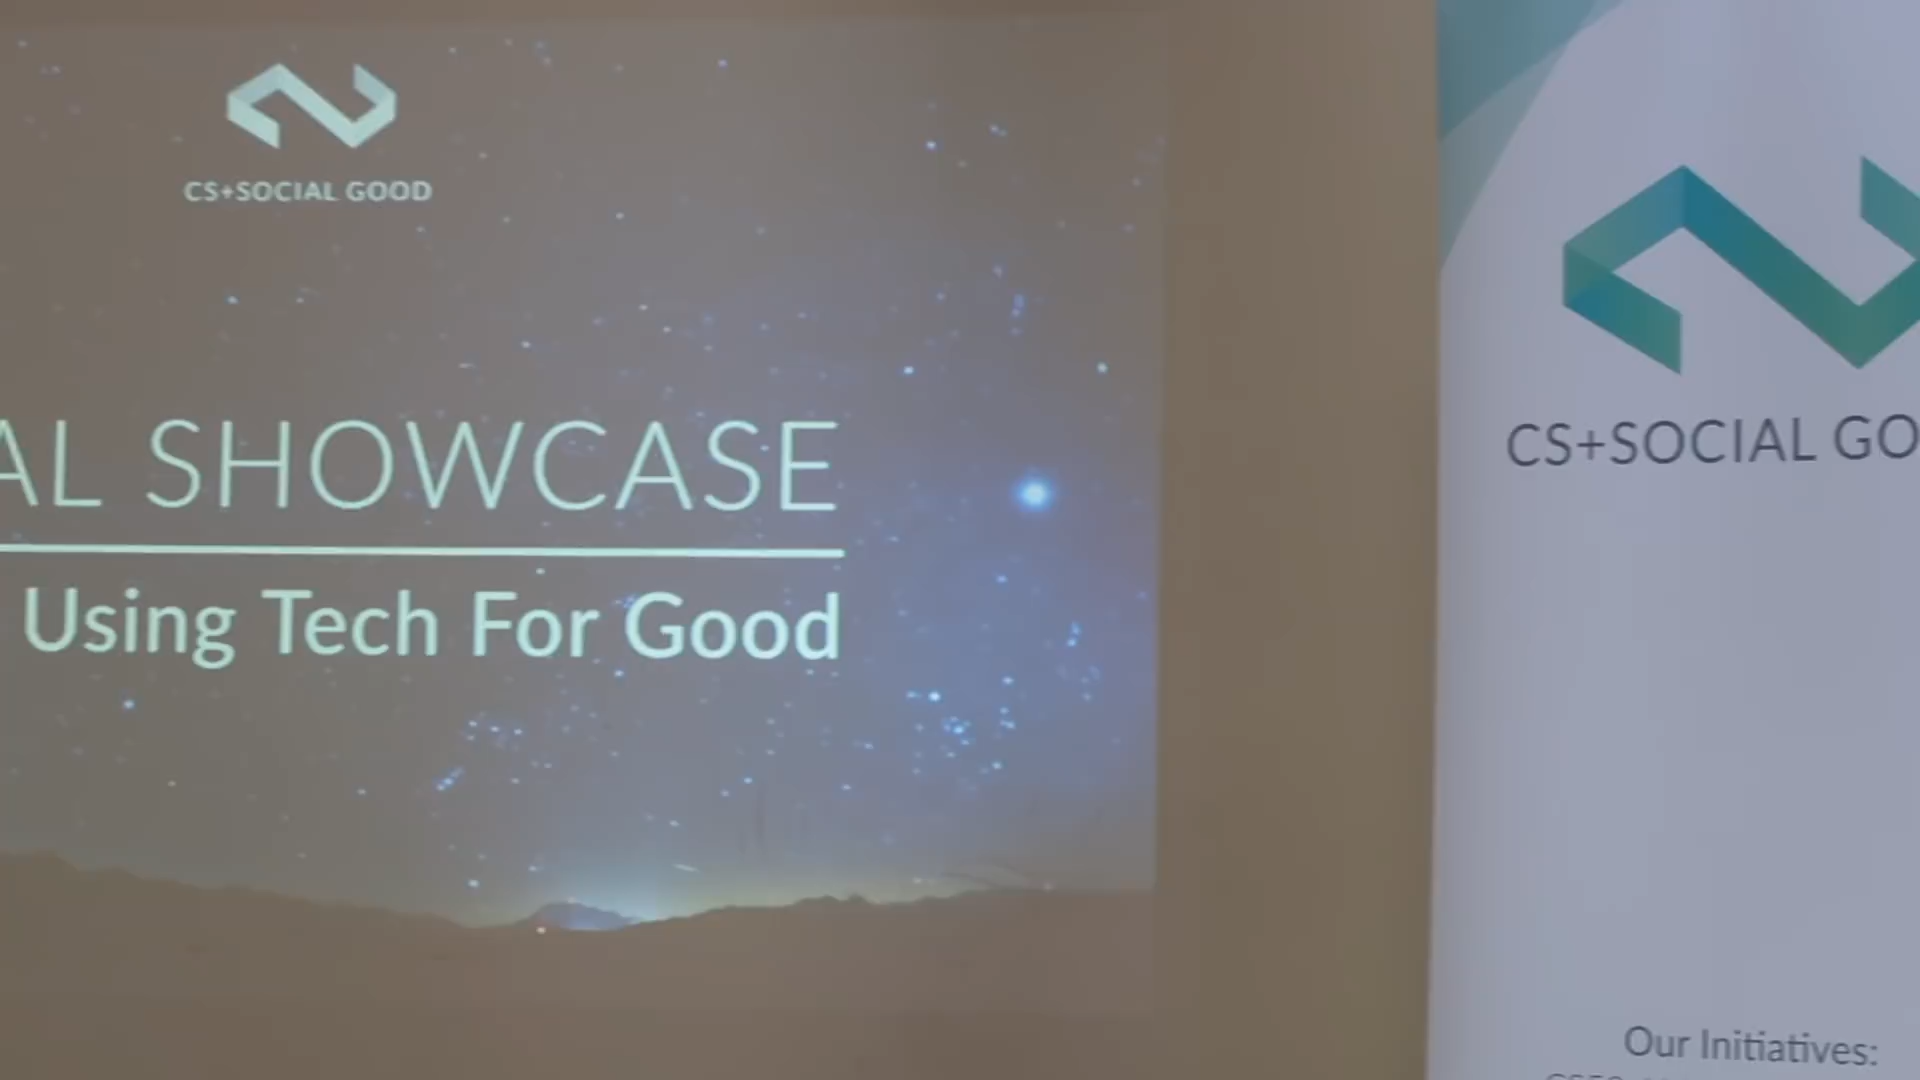 CS+SOCIAL GOOD
AL SHOWCASE
Using Tech For Good
CS+SOCIAL GO
Our Initiatives: